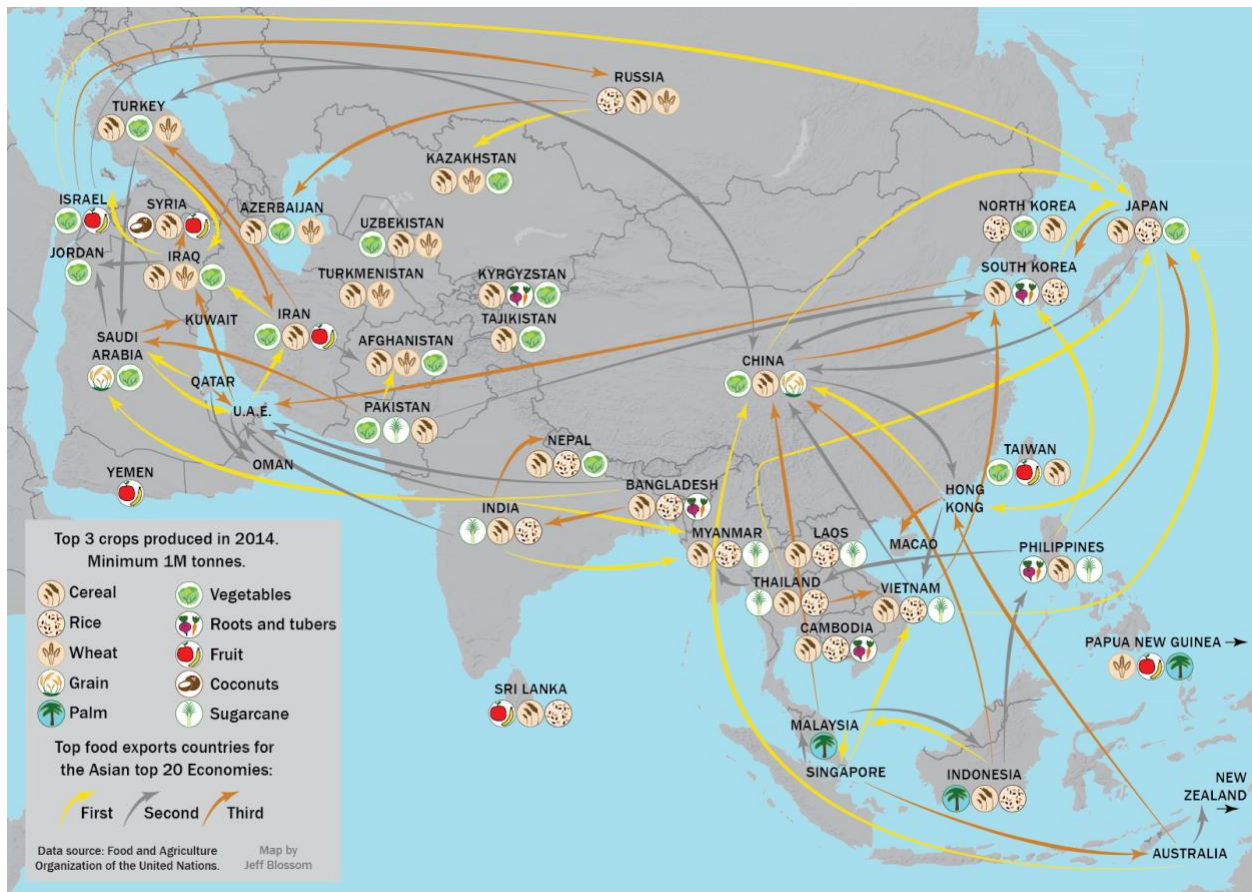 RUSSIA
TURKEY
KAZAKHSTAN
ISRAEL
SYRIA
AZERBAIJAN
NORTH KOREA
JAPAN
UZBEKISTAN
JORDAN
IRAQ
SOUTH KOREA
TURKMENISTAN
KYRGYZSTAN
KUWAIT
IRAN
TAJIKISTAN
SAUDI
ARABIA
AFGHANISTAN
CHINA
QATAR
U.A.E.
PAKISTAN
NEPAL
OMAN
TAIWAN
YEMEN
BANGLADESH
HONG
KONG
INDIA
MYANMAR
LAOS
MACAO
PHILIPPINES
THAILAND
VIETNAM
CAMBODIA
PAPUA NEW GUINEA
SRI LANKA
MALAYSIA
SINGAPORE
INDONESIA
NEW
ZEALAND
AUSTRALIA
Top 3 crops produced in 2014.
Minimum 1M tonnes.
Cereal
Vegetables
Rice
Roots and tubers
Wheat
Fruit
Grain
Coconuts
Palm
Sugarcane
Top food exports countries for
the Asian top 20 Economies:
First
Second
Third
Data source: Food and Agriculture
Organization of the United Nations.
Map by
Jeff Blossom